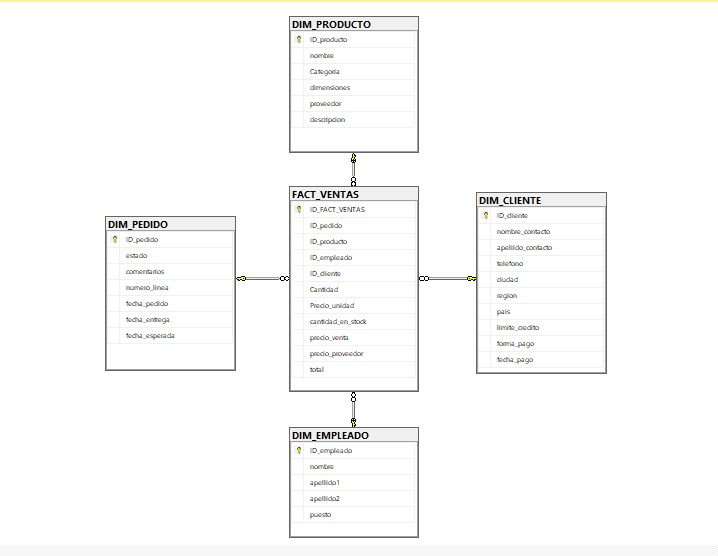 DIM_PRODUCTO
ID_producto
nombre
Categoria
dimensiones
proveedor
descripcion
FACT_VENTAS
ID_FACT_VENTAS
ID_pedido
ID_producto
ID_empleado
ID_cliente
Cantidad
Precio_unidad
cantidad_en_stock
precio_venta
precio_proveedor
total
DIM_PEDIDO
ID_pedido
estado
comentarios
numero_linea
fecha_pedido
fecha_entrega
fecha_esperada
DIM_CLIENTE
ID_cliente
nombre_contacto
apellido_contacto
telefono
ciudad
region
pais
limite_credito
forma_pago
fecha_pago
DIM_EMPLEADO
ID_empleado
nombre
apellido1
apellido2
puesto